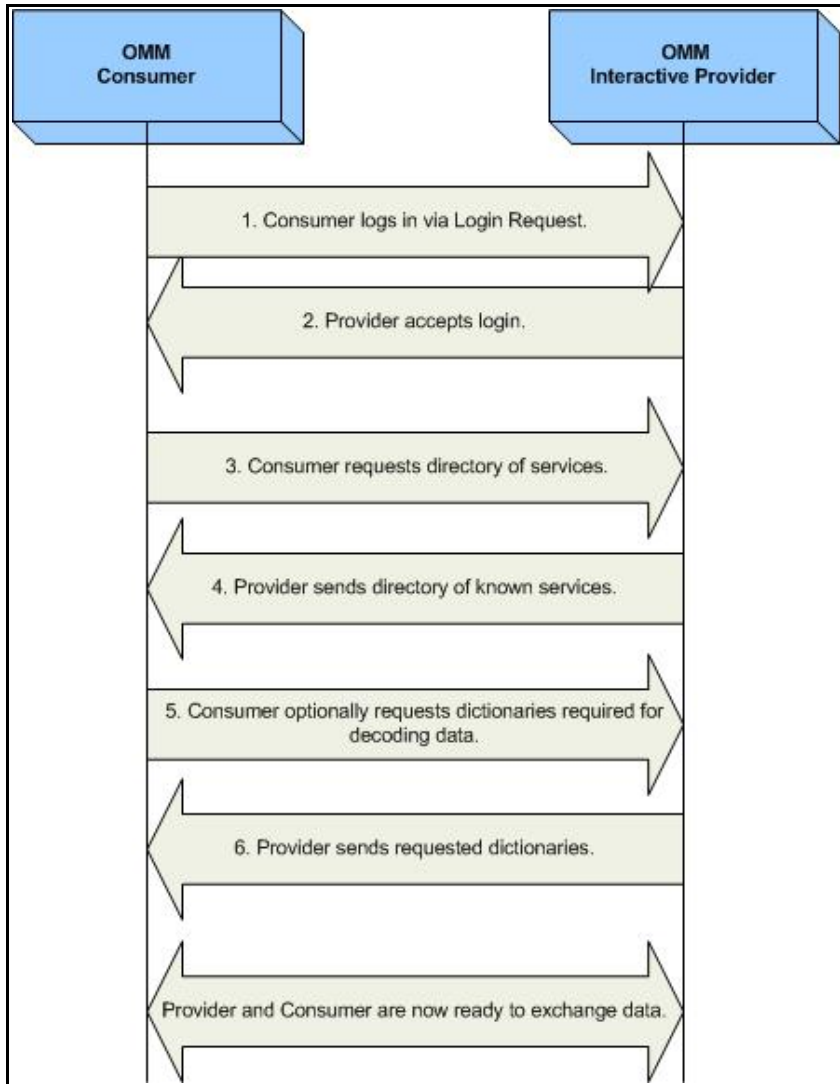 OMM
Consumer
OMM
Interactive Provider
1. Consumer logs in via Login Request.
2. Provider accepts login.
3. Consumer requests directory of services.
4. Provider sends directory of known services.
5. Consumer optionally requests dictionaries required for
decoding data.
6. Provider sends requested dictionaries.
Provider and Consumer are now ready to exchange data.